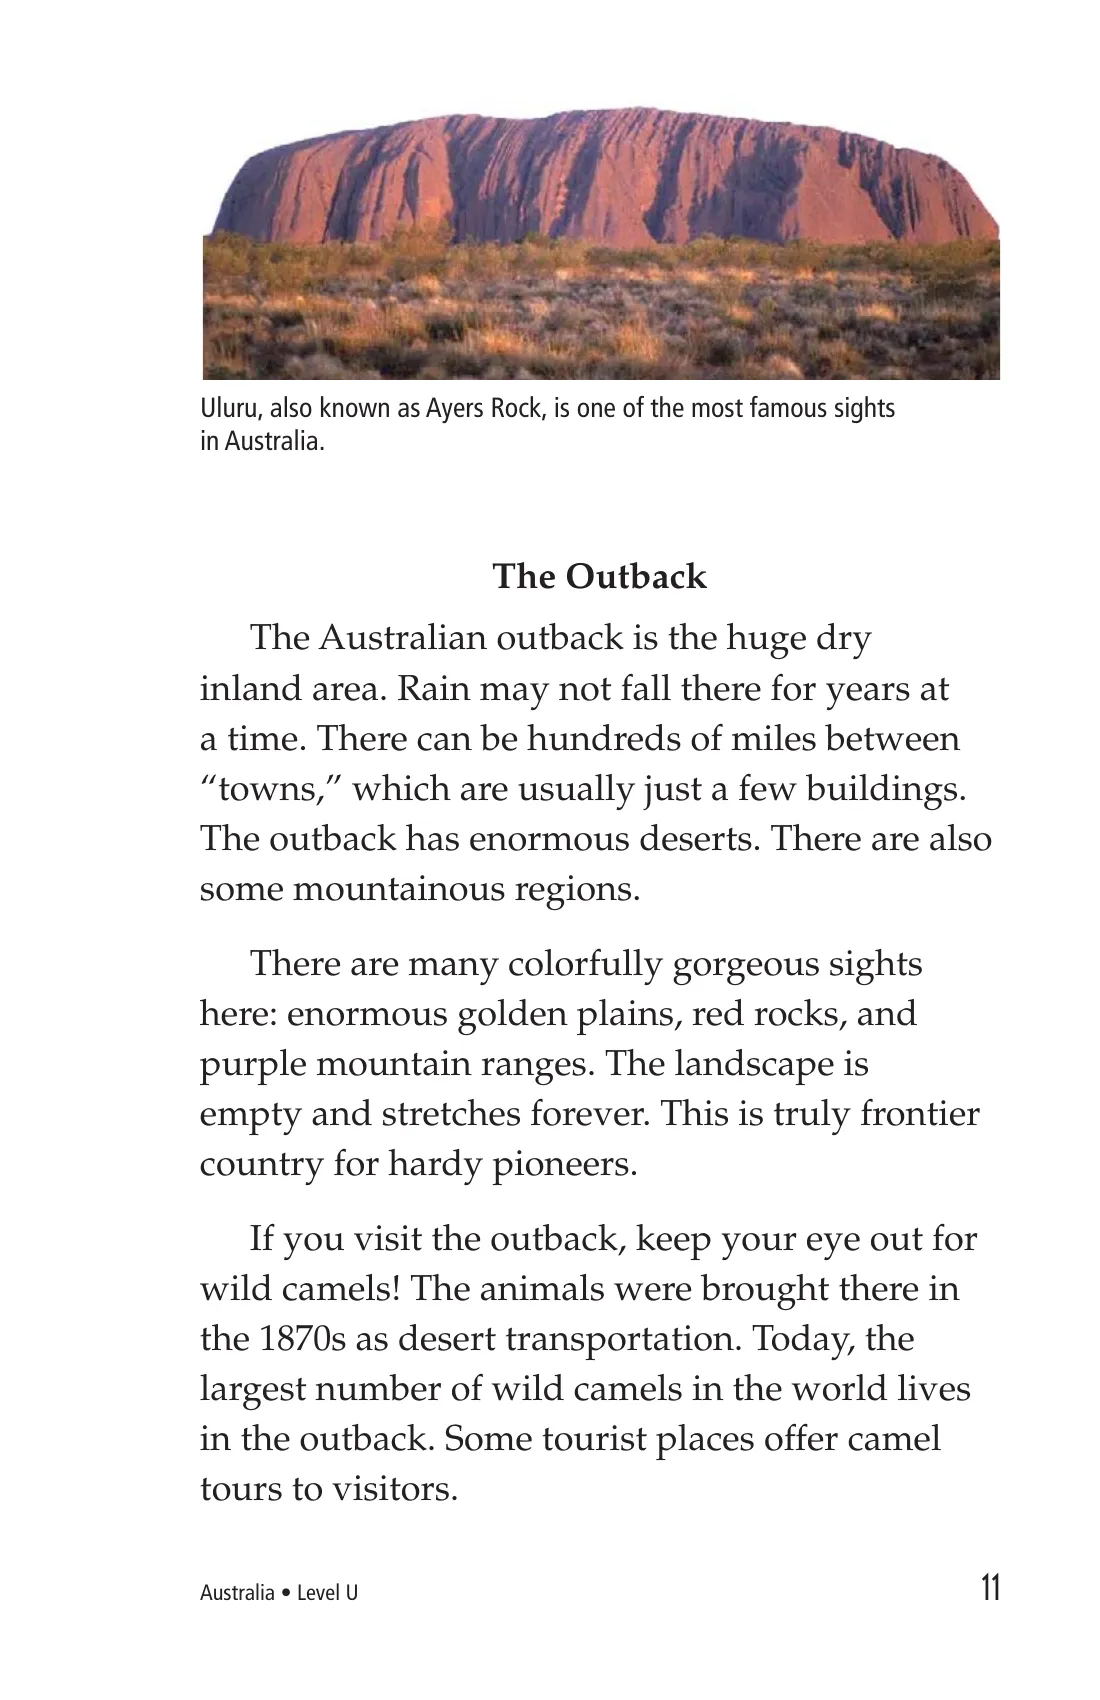 Uluru, also known as Ayers Rock, is one of the most famous sights
in Australia.
The Outback
The Australian outback is the huge dry
inland area. Rain may not fall there for years at
a time. There can be hundreds of miles between
“towns,” which are usually just a few buildings.
The outback has enormous deserts. There are also
some mountainous regions.
There are many colorfully gorgeous sights
here: enormous golden plains, red rocks, and
purple mountain ranges. The landscape is
empty and stretches forever. This is truly frontier
country for hardy pioneers.
If you visit the outback, keep your eye out for
wild camels! The animals were brought there in
the 1870s as desert transportation. Today, the
largest number of wild camels in the world lives
in the outback. Some tourist places offer camel
tours to visitors.
Australia • Level U
11